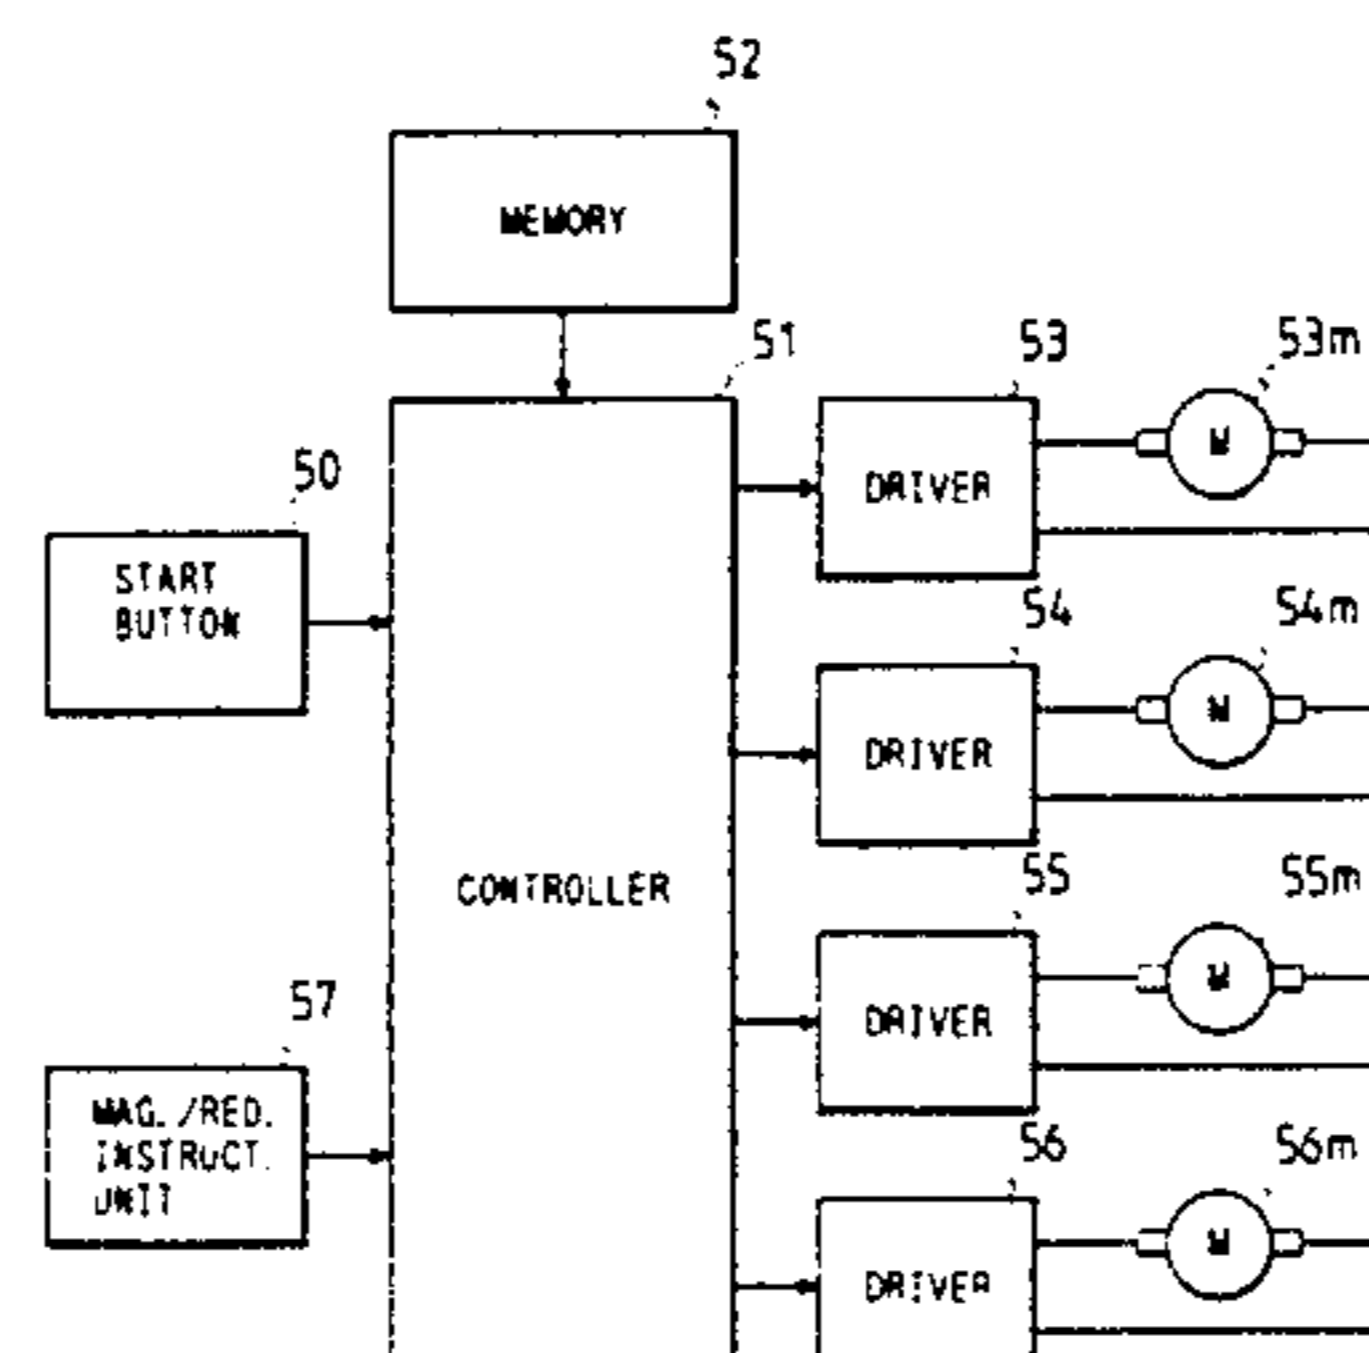 52
MEMORY
51
53
53m
M
DRIVER
50
START
BUTTON
54
54m
M
DRIVER
CONTROLLER
55
55m
M
DRIVER
57
MAG./RED.
INSTRUCT.
UNIT
56
56m
M
DRIVER